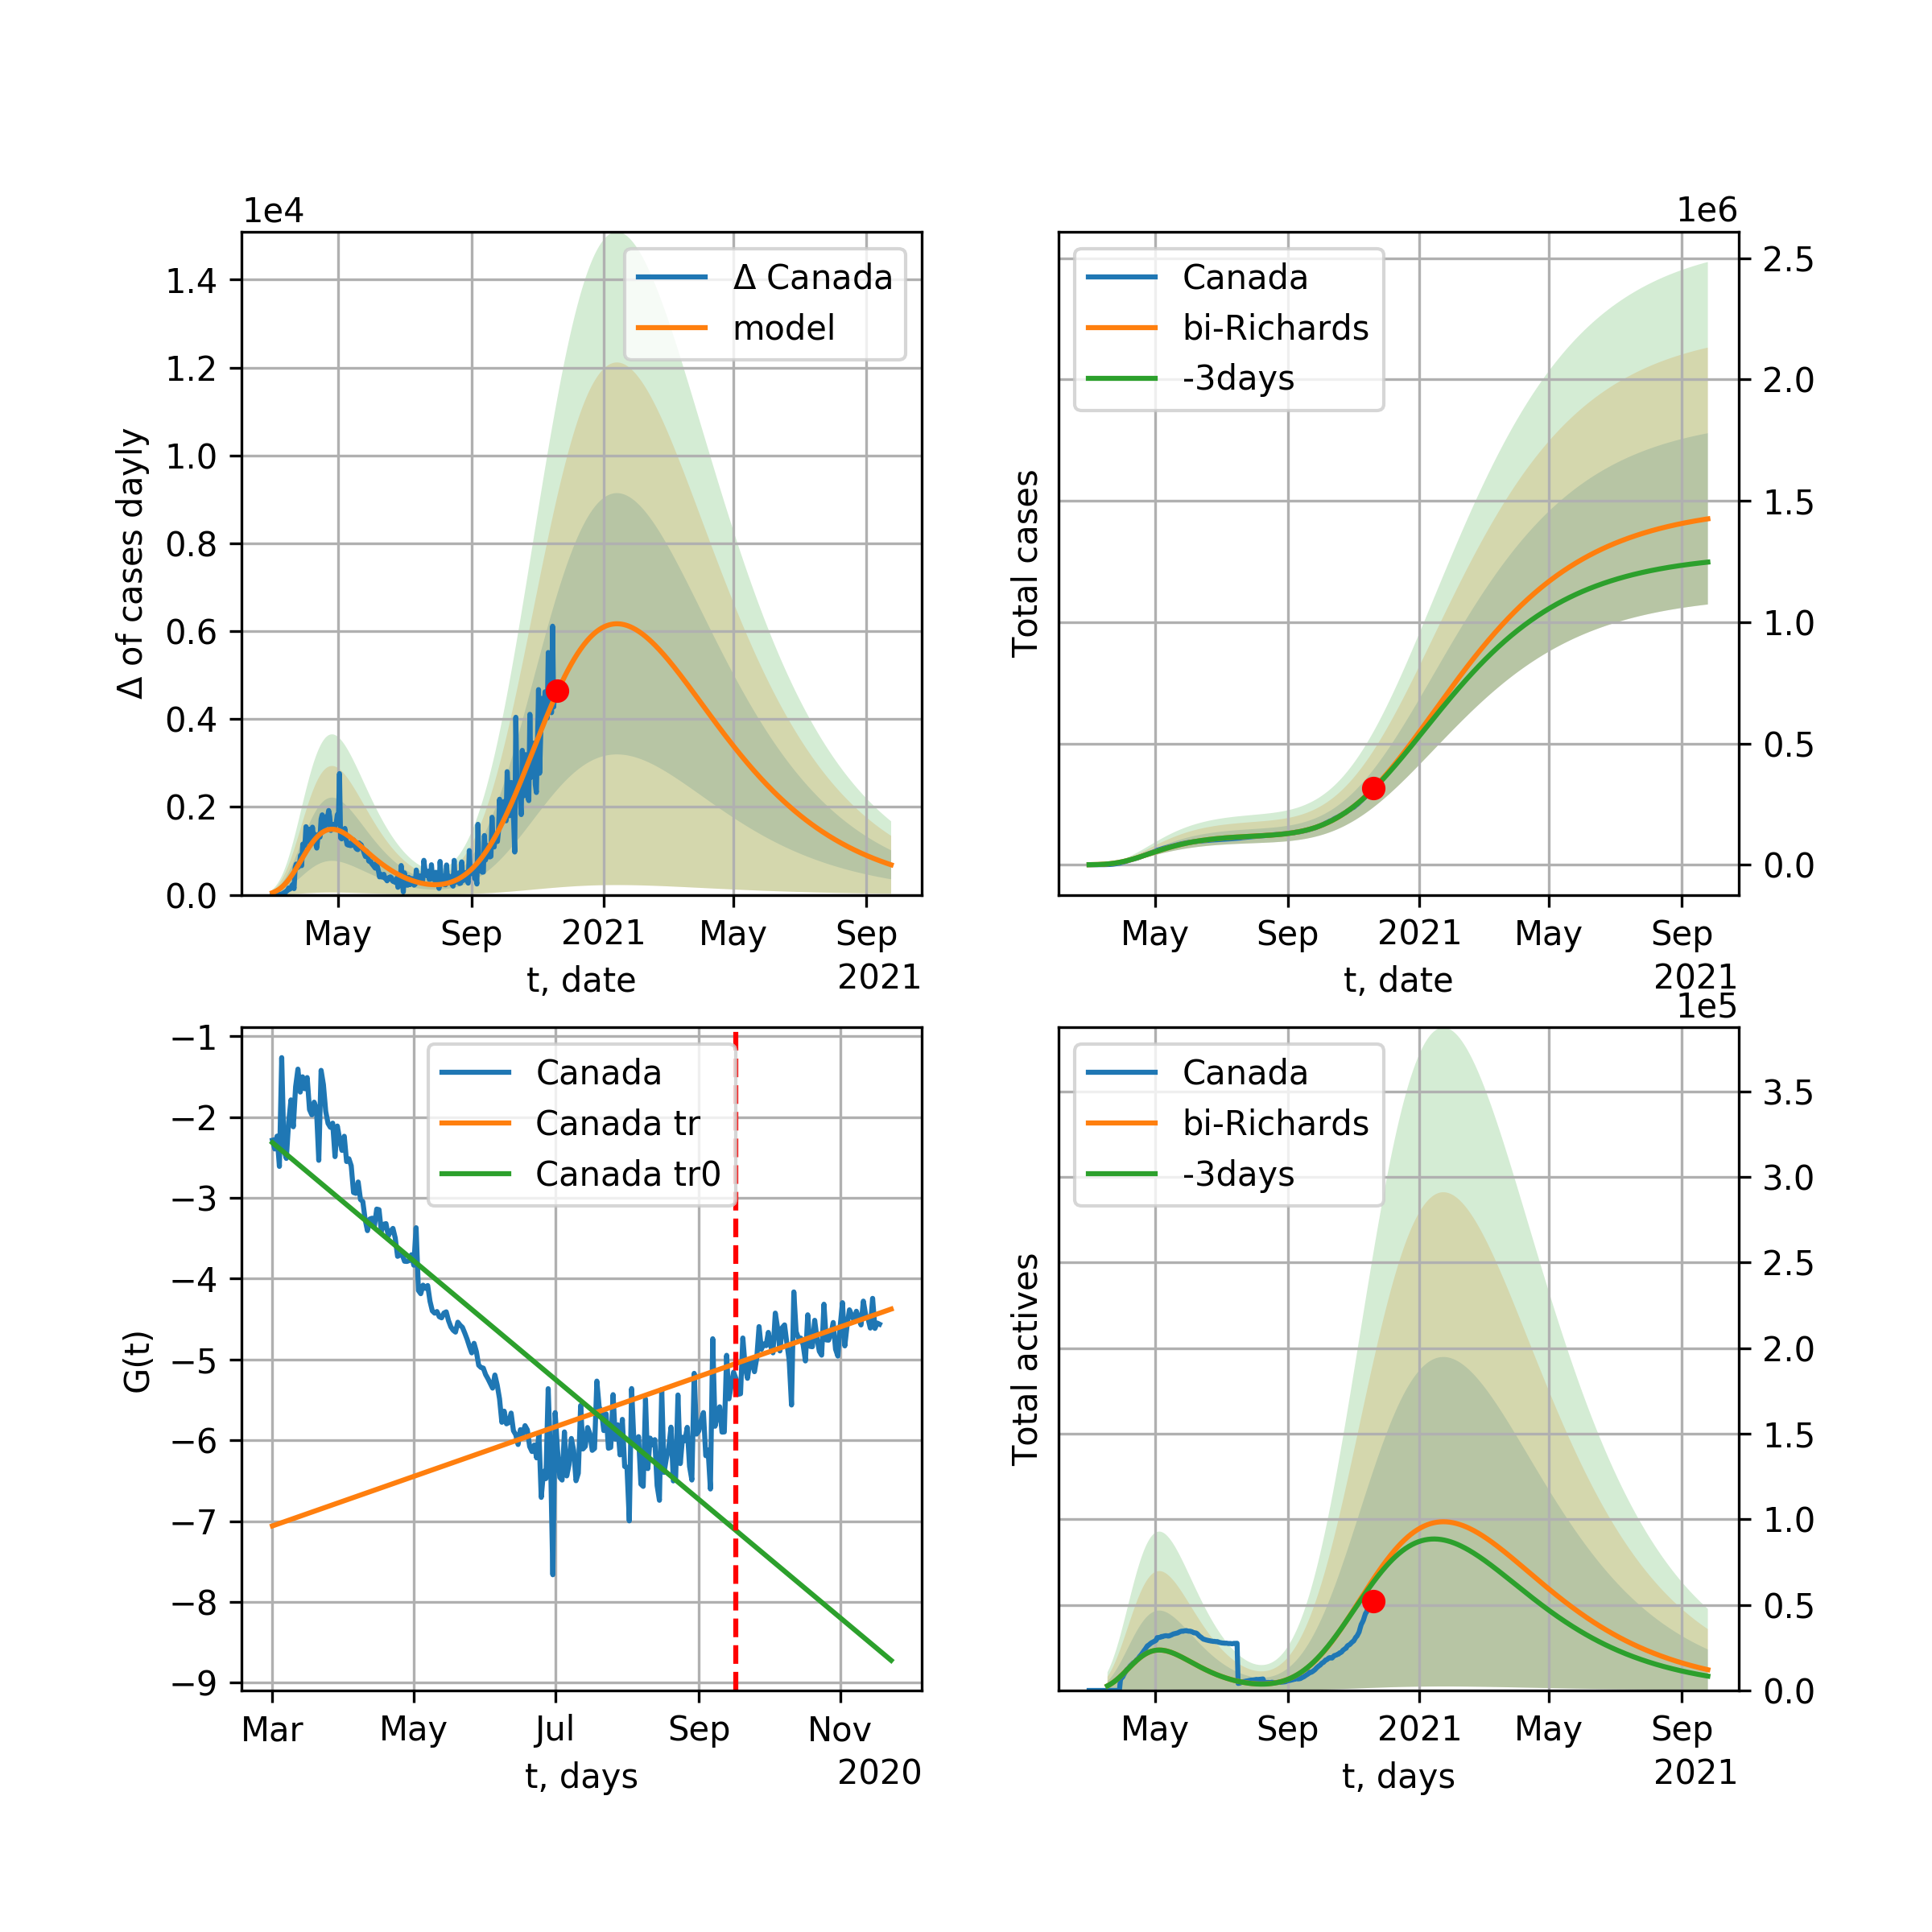 1e4
1.4
1.2
1.0
0.8
0.6
0.4
0.2
0.0
Δ of cases dayly
Δ Canada
model
May
Sep
2021
May
Sep
t, date
2021
1e6
Canada
bi-Richards
-3days
Total cases
2.5
2.0
1.5
1.0
0.5
0.0
May
Sep
2021
May
Sep
t, date
2021
−1
−2
−3
−4
−5
−6
−7
−8
−9
G(t)
Canada
Canada tr
Canada tr0
Mar
May
Jul
Sep
Nov
t, days
2020
1e5
Canada
bi-Richards
-3days
Total actives
3.5
3.0
2.5
2.0
1.5
1.0
0.5
0.0
May
Sep
2021
May
Sep
t, days
2021